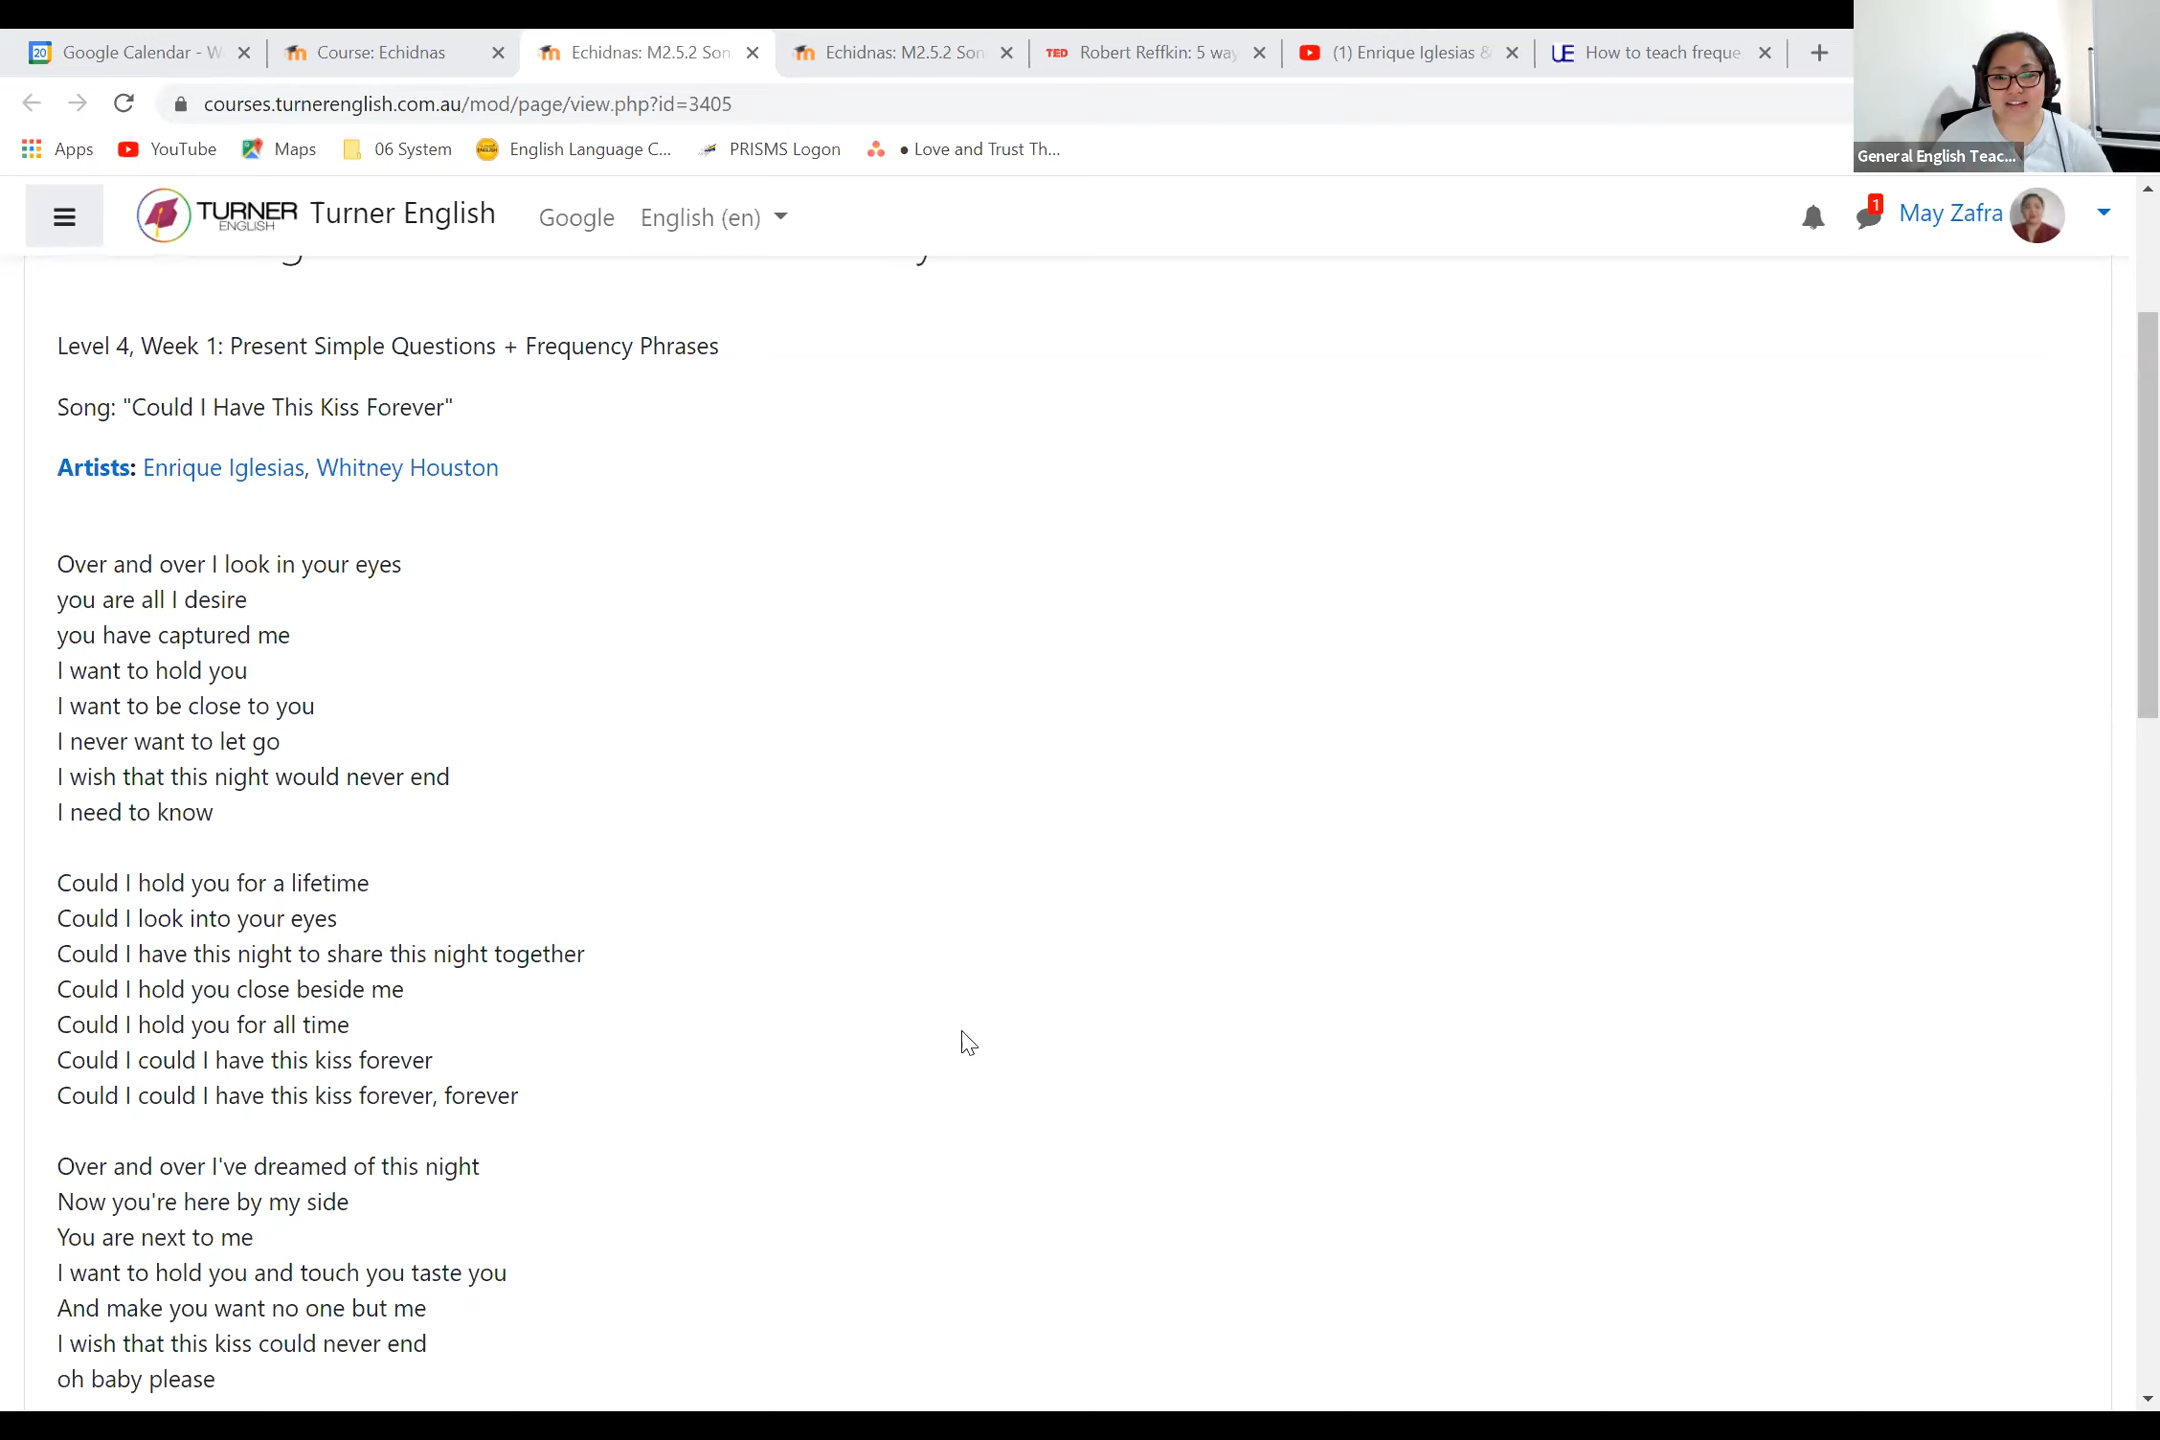 Google Calendar - W
Course: Echidnas
Echidnas: M2.5.2 Son
Echidnas: M2.5.2 Son
TED Robert Reffkin: 5 way
(1) Enrique Iglesias &
UE How to teach freque
courses.turnerenglish.com.au/mod/page/view.php?id=3405
Apps YouTube Maps 06 System English Language C... PRISMS Logon ● Love and Trust Th...
General English Teac...
TURNER
ENGLISH
Turner English
Google
English (en)
1
May Zafra
Level 4, Week 1: Present Simple Questions + Frequency Phrases
Song: "Could I Have This Kiss Forever"
Artists: Enrique Iglesias, Whitney Houston
Over and over I look in your eyes
you are all I desire
you have captured me
I want to hold you
I want to be close to you
I never want to let go
I wish that this night would never end
I need to know
Could I hold you for a lifetime
Could I look into your eyes
Could I have this night to share this night together
Could I hold you close beside me
Could I hold you for all time
Could I could I have this kiss forever
Could I could I have this kiss forever, forever
Over and over I've dreamed of this night
Now you're here by my side
You are next to me
I want to hold you and touch you taste you
And make you want no one but me
I wish that this kiss could never end
oh baby please